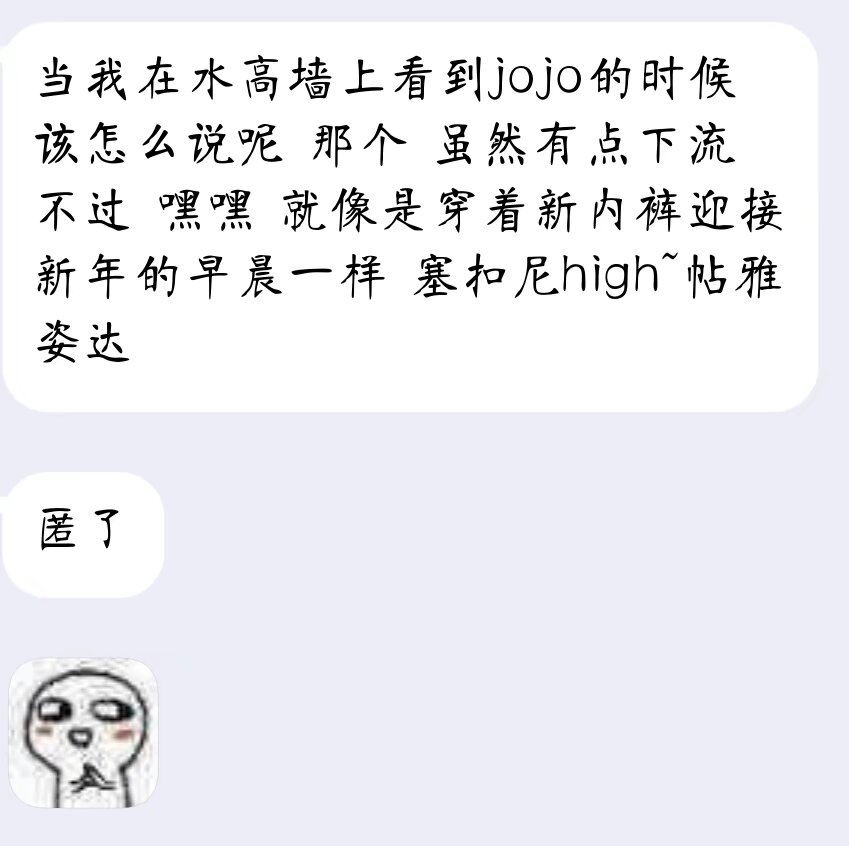 当我在水高墙上看到jojo的时候
该怎么说呢 那个 虽然有点下流
不过 嘿嘿 就像是穿着新内裤迎接
新年的早晨一样 塞扣尼high~帖雅
姿达
匿了